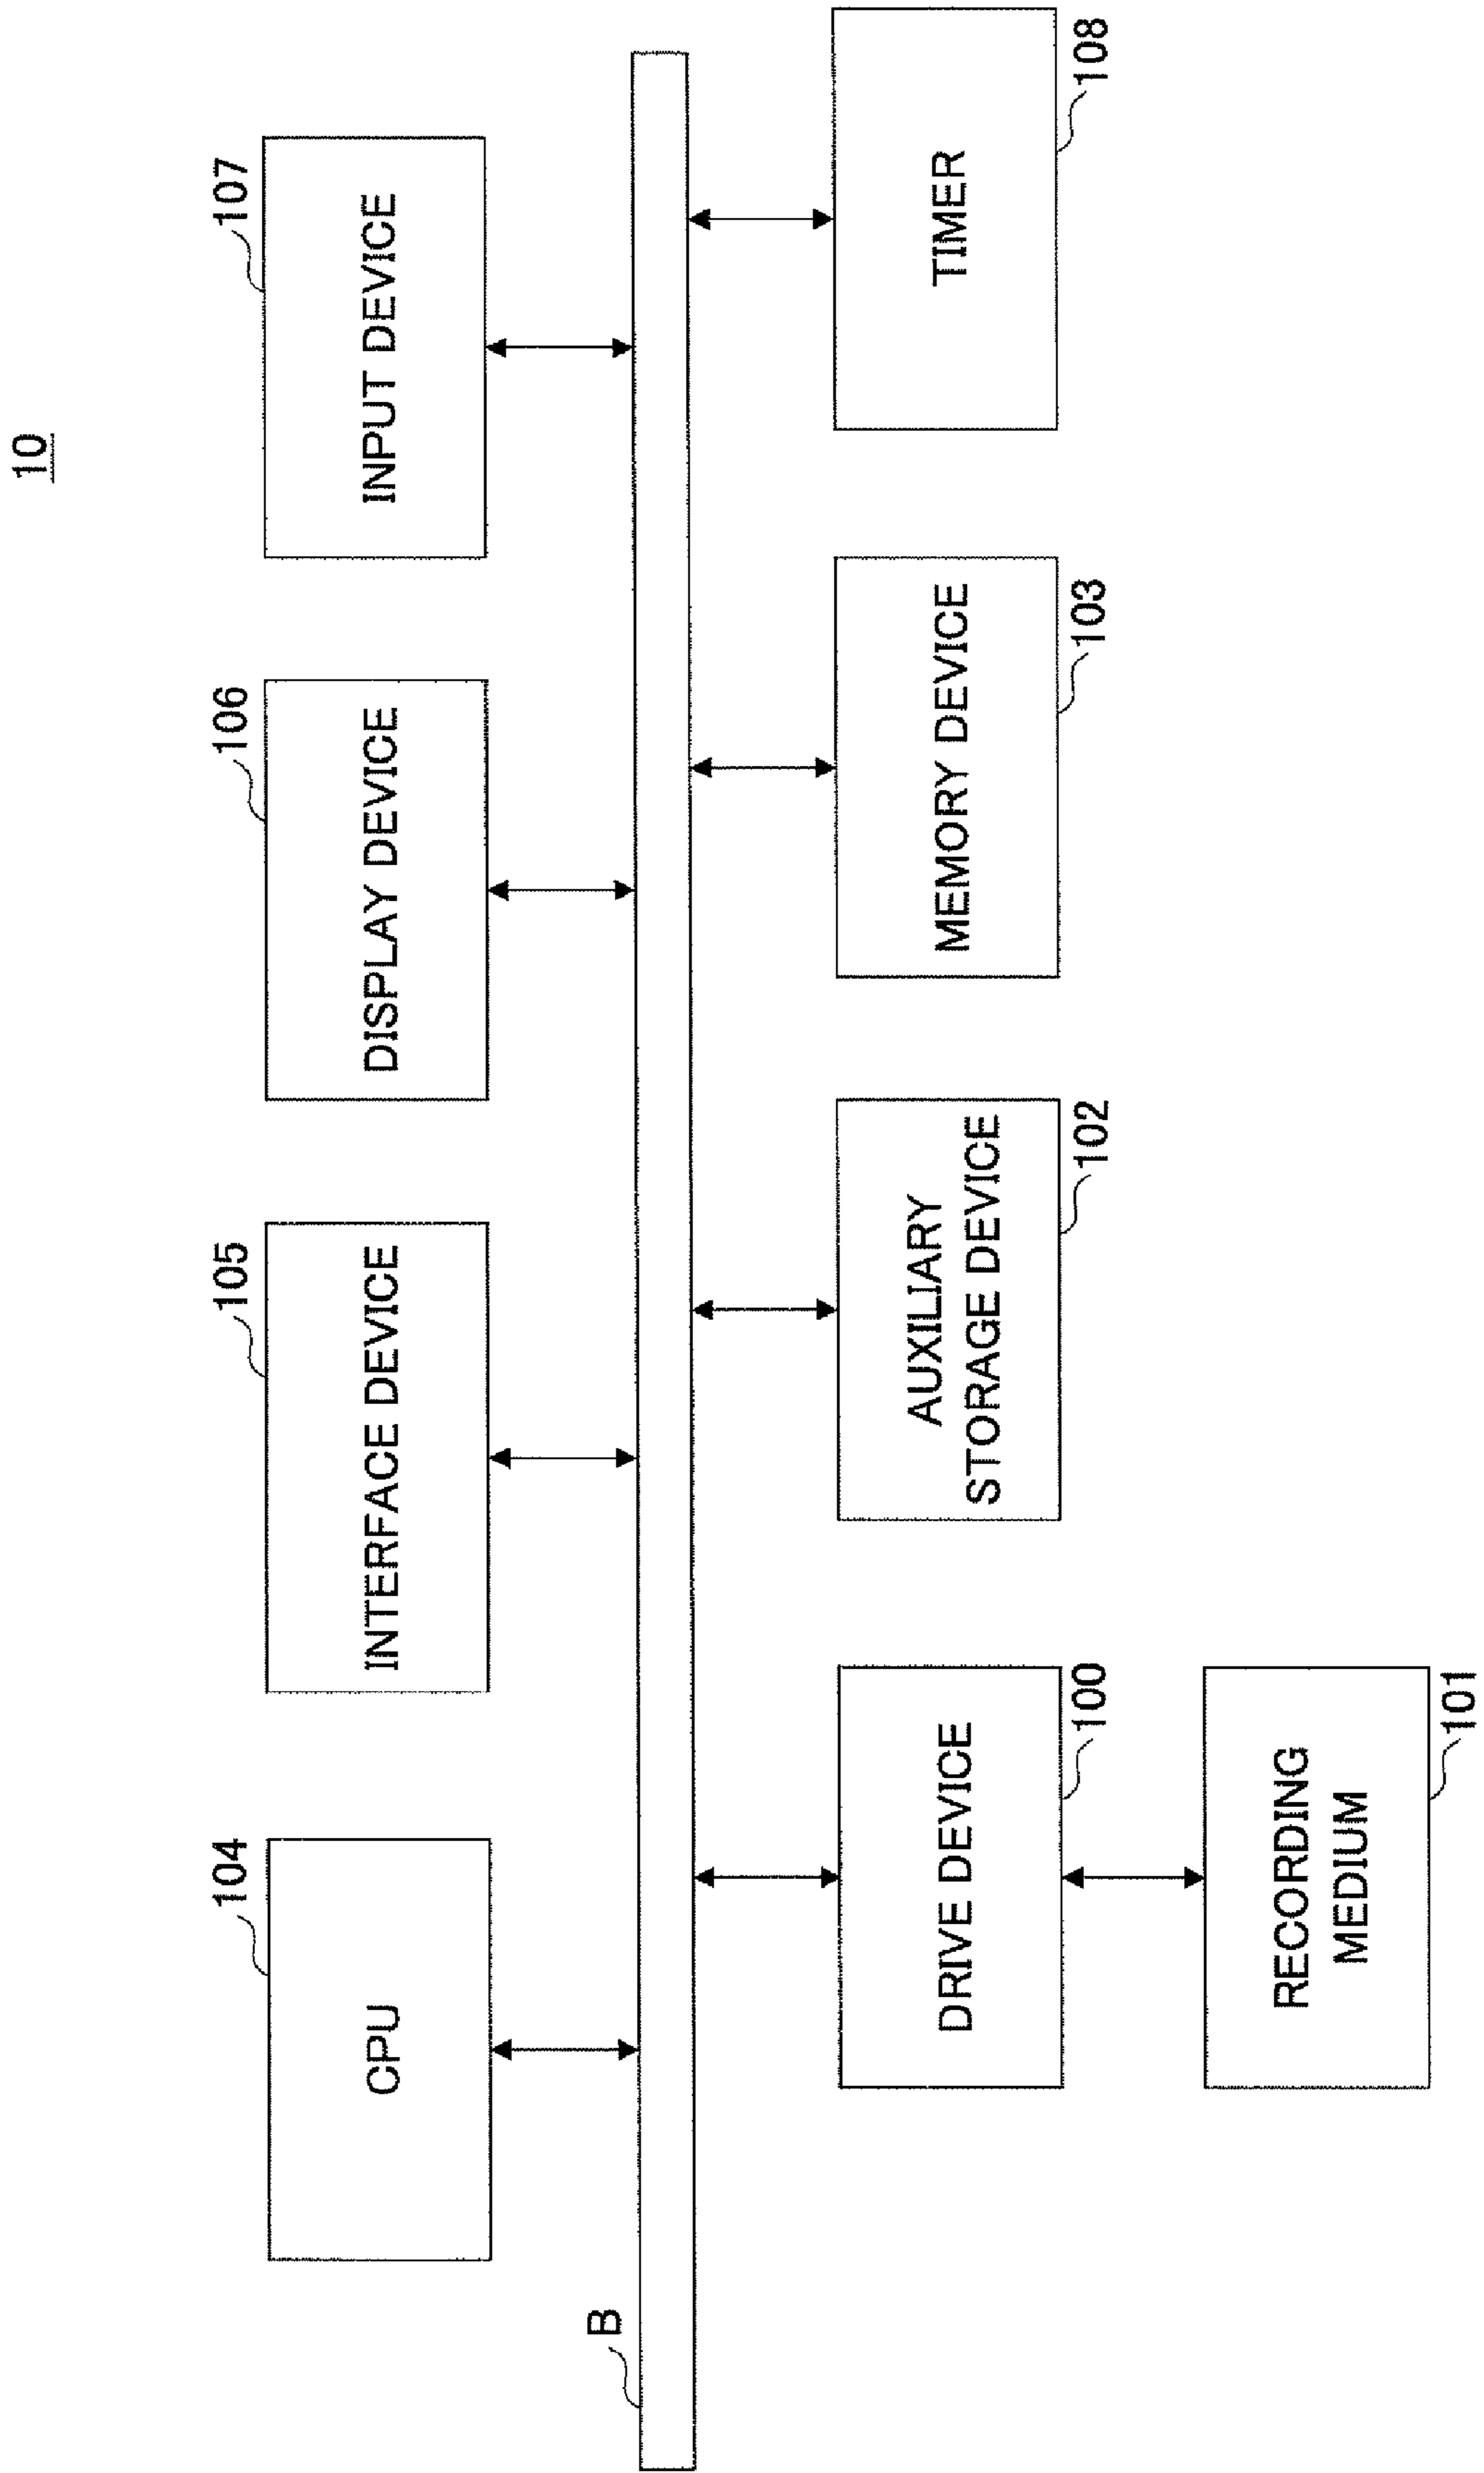 10
104
105
106
107
CPU
INTERFACE DEVICE
DISPLAY DEVICE
INPUT DEVICE
B
DRIVE DEVICE
AUXILIARY
STORAGE DEVICE
MEMORY DEVICE
TIMER
100
102
103
108
RECORDING
MEDIUM
101